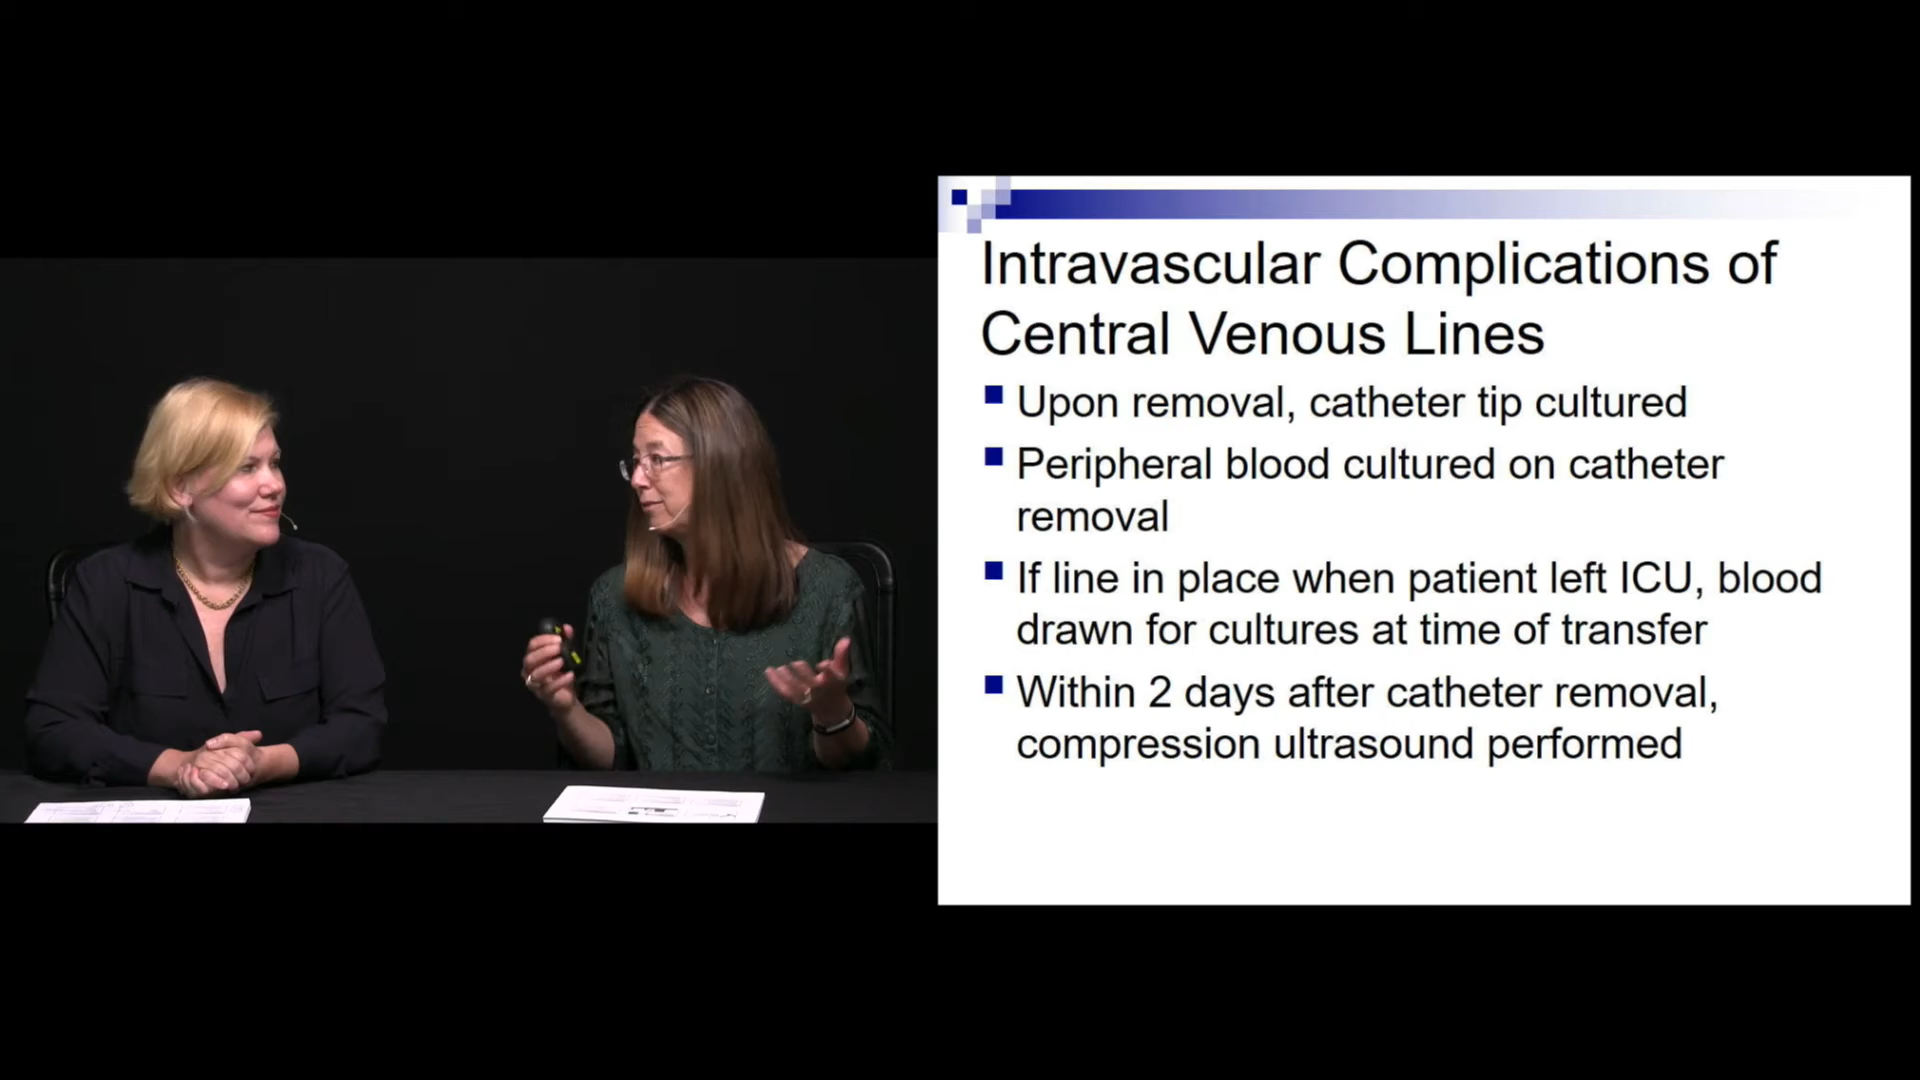 Intravascular Complications of
Central Venous Lines
Upon removal, catheter tip cultured
Peripheral blood cultured on catheter
removal
If line in place when patient left ICU, blood
drawn for cultures at time of transfer
Within 2 days after catheter removal,
compression ultrasound performed